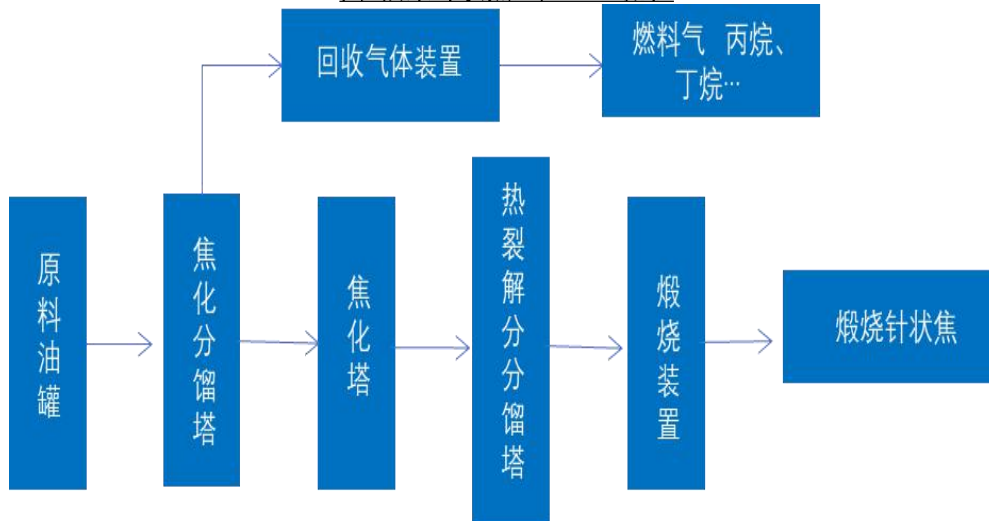 回收气体装置
燃料气 丙烷、
丁烷…
原料油罐
焦化分馏塔
焦化塔
热裂解分分馏塔
煅烧装置
煅烧针状焦